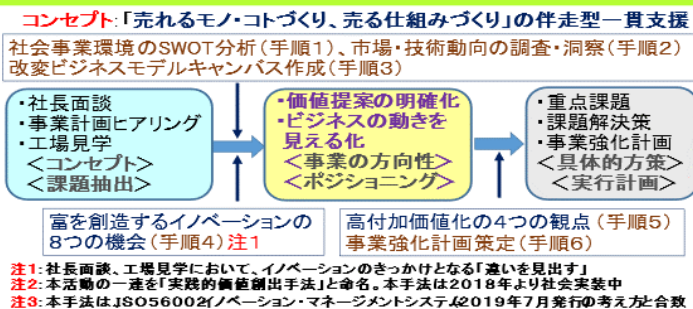 コンセプト:「売れるモノ・コトづくり、売る仕組みづくり」の伴走型一貫支援
社会事業環境のSWOT分析(手順1)、市場・技術動向の調査・洞察(手順2)
改変ビジネスモデルキャンバス作成(手順3)
・社長面談
・事業計画ヒアリング
・工場見学
<コンセプト>
<課題抽出>
・価値提案の明確化
・ビジネスの動きを
見える化
<事業の方向性>
<ポジショニング>
・重点課題
・課題解決策
・事業強化計画
<具体的方策>
<実行計画>
富を創造するイノベーションの
8つの機会(手順4)注1
高付加価値化の4つの観点(手順5)
事業強化計画策定(手順6)
注1:社長面談、工場見学において、イノベーションのきっかけとなる「違いを見出す」
注2:本活動の一連を「実践的価値創出手法」と命名。本手法は2018年より社会実装中
注3:本手法はISO56002イノベーション・マネージメントシステム(2019年7月発行)の考え方と合致